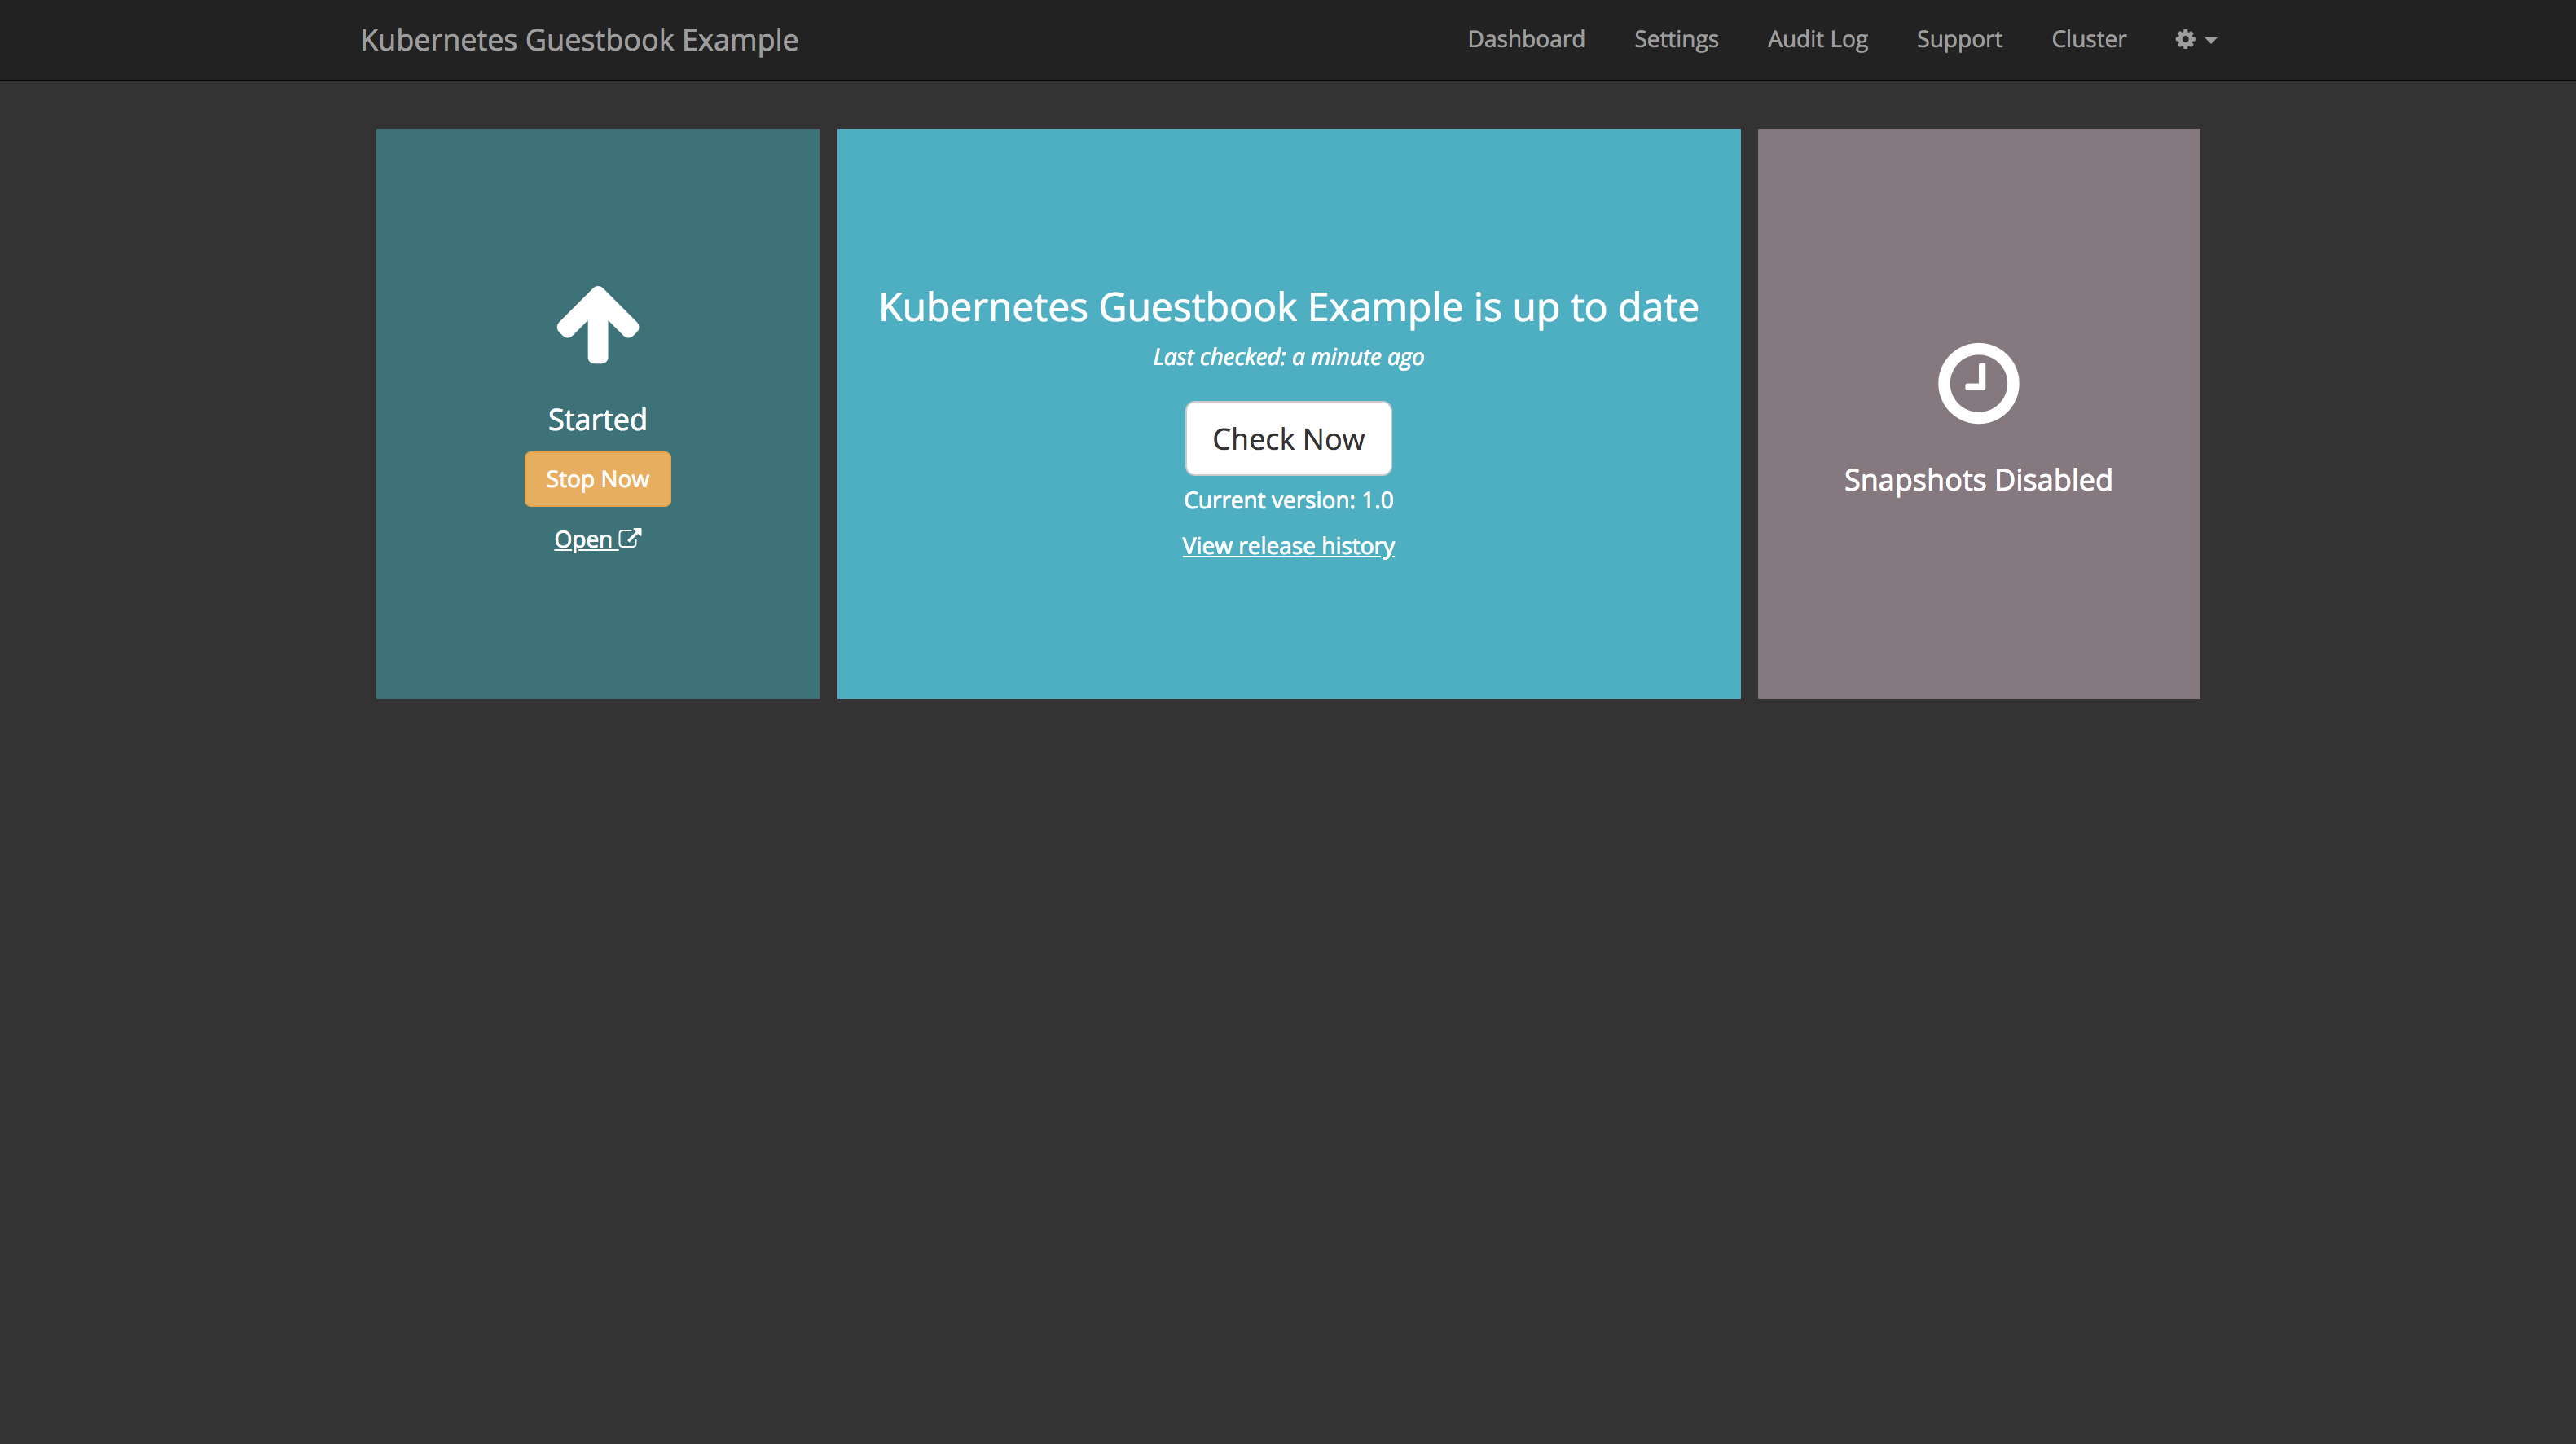 Kubernetes Guestbook Example
Dashboard
Settings
Audit Log
Support
Cluster
Started
Stop Now
Open
Kubernetes Guestbook Example is up to date
Last checked: a minute ago
Check Now
Current version: 1.0
View release history
Snapshots Disabled